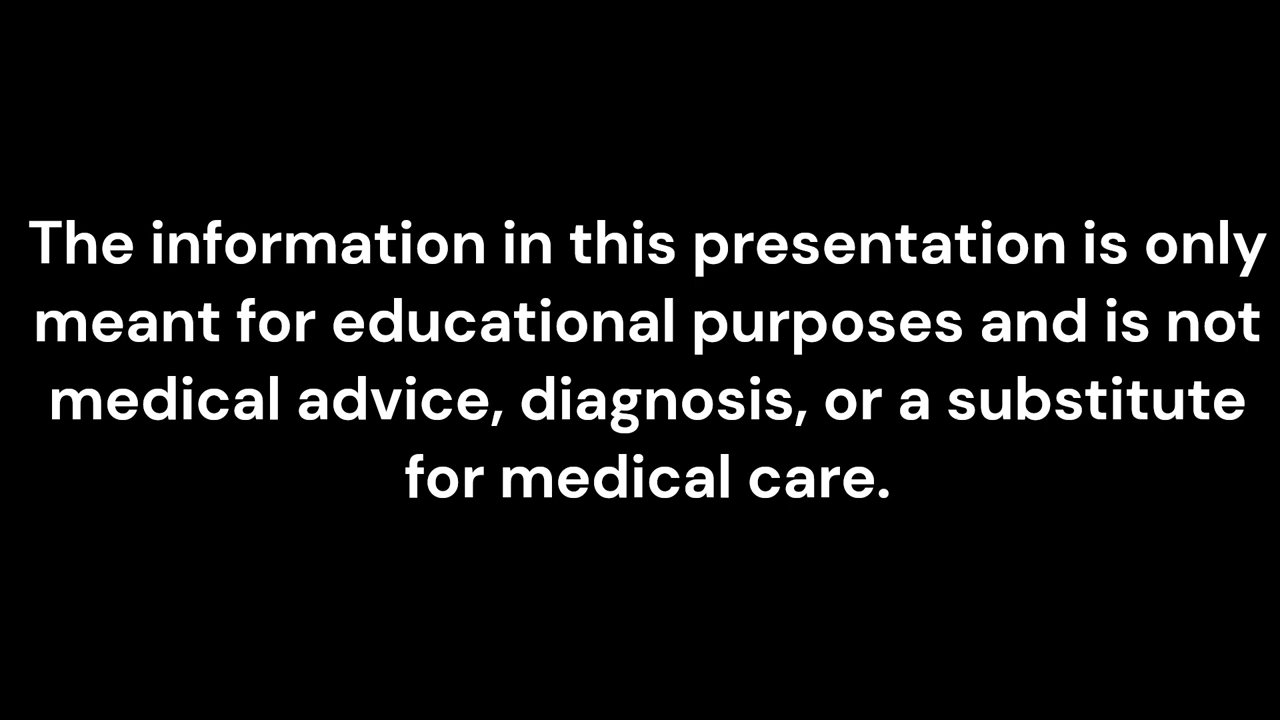 The information in this presentation is only
meant for educational purposes and is not
medical advice, diagnosis, or a substitute
for medical care.